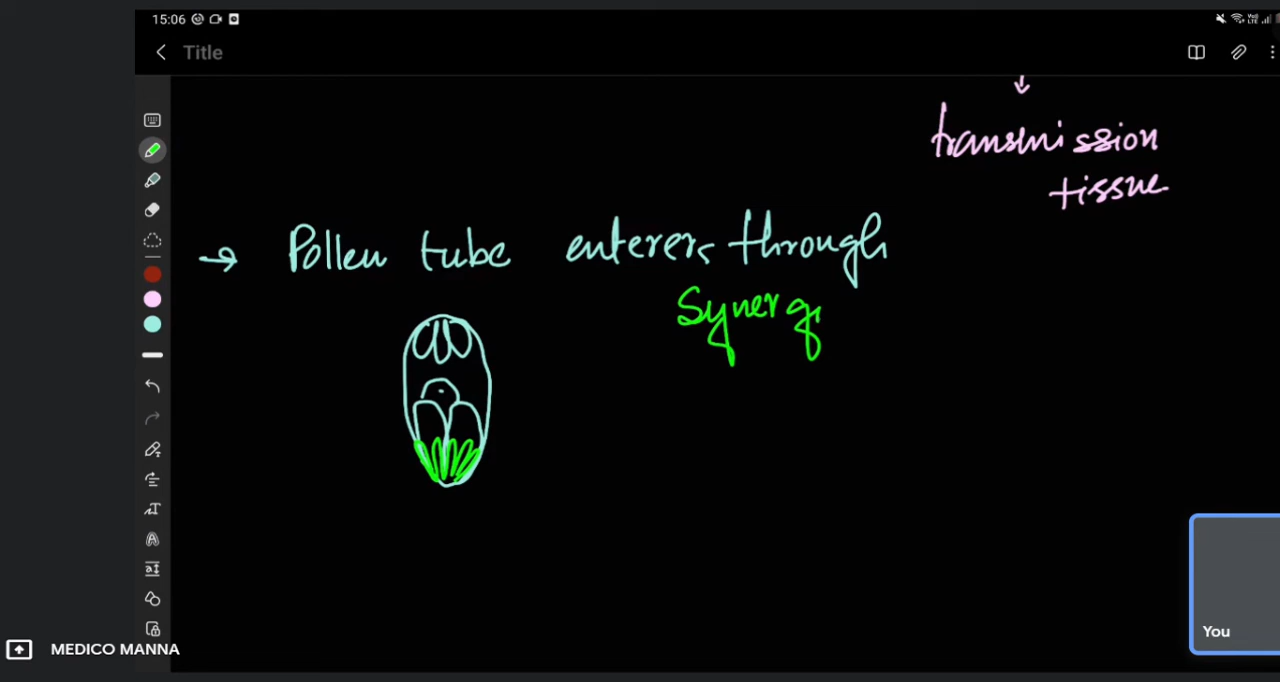 15:06
Title
transmission
tissue
→ Pollen tube enterers through
Synerg
MEDICO MANNA
You